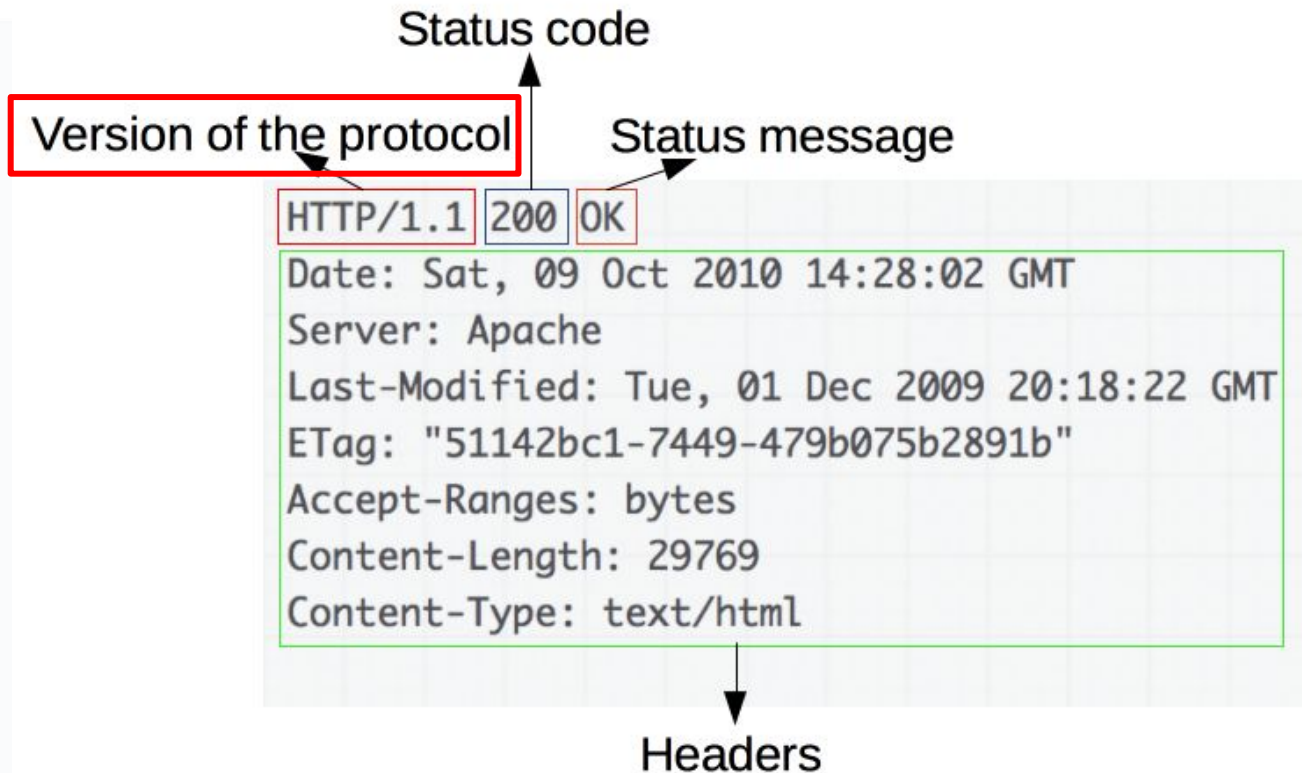 Status code
Version of the protocol
Status message
HTTP/1.1 200 OK
Date: Sat, 09 Oct 2010 14:28:02 GMT
Server: Apache
Last-Modified: Tue, 01 Dec 2009 20:18:22 GMT
ETag: "51142bc1-7449-479b075b2891b"
Accept-Ranges: bytes
Content-Length: 29769
Content-Type: text/html
Headers